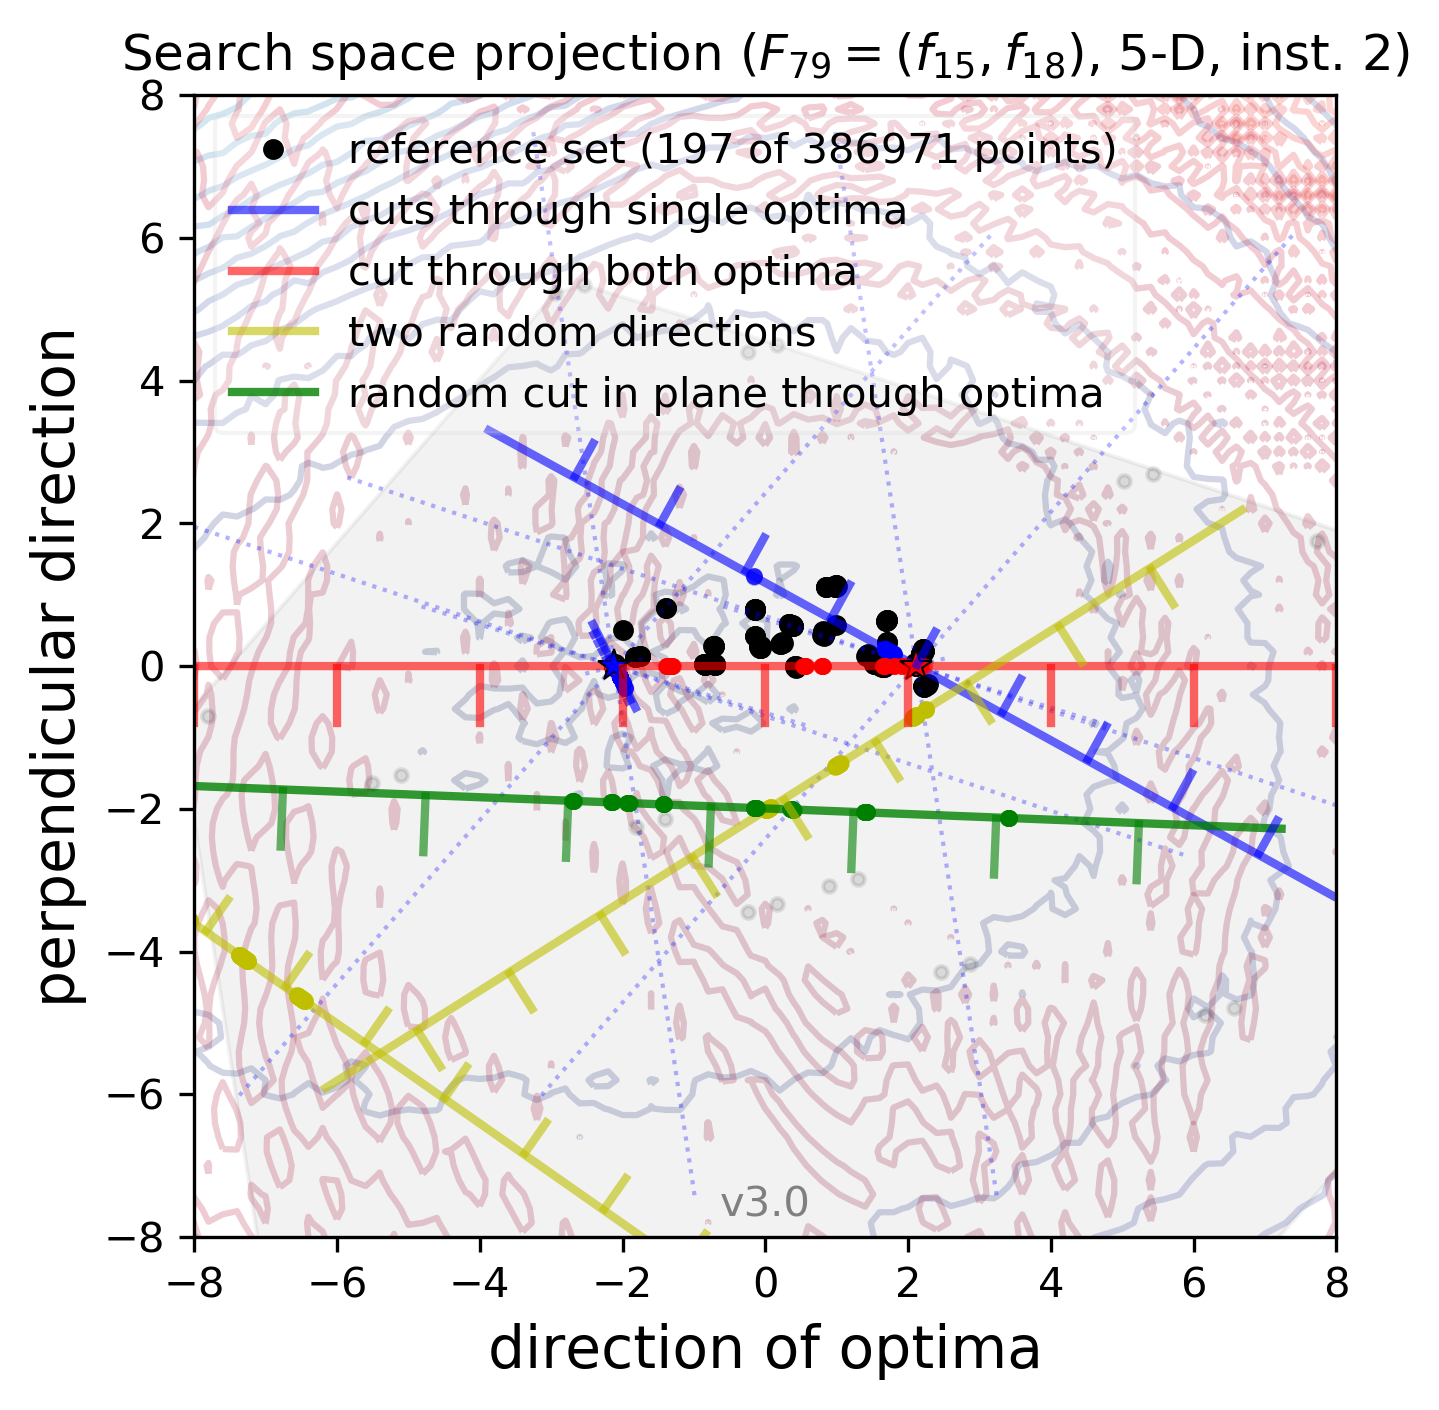 Search space projection (F₇₉ = (f₁₅, f₁₈), 5-D, inst. 2)
8
6
4
2
0
−2
−4
−6
−8
perpendicular direction
reference set (197 of 386971 points)
cuts through single optima
cut through both optima
two random directions
random cut in plane through optima
v3.0
−8 −6 −4 −2 0 2 4 6 8
direction of optima